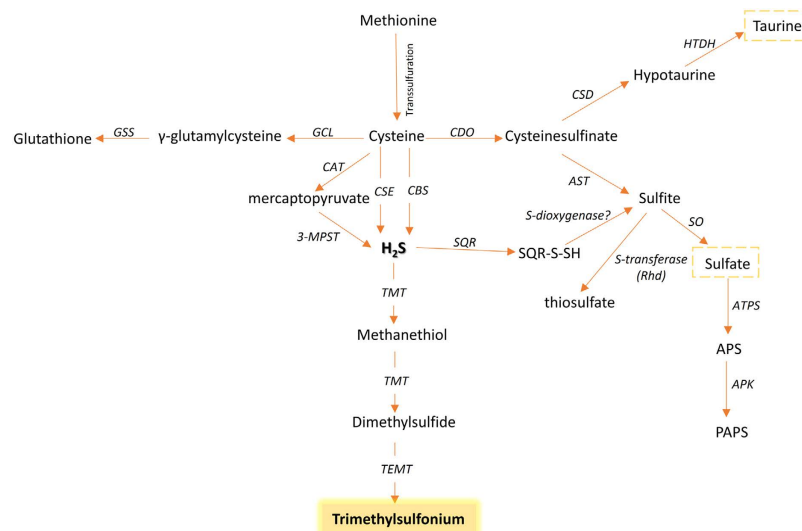 Methionine
Taurine
HTDH
Hypotaurine
Transsulfuration
CSD
Glutathione
GSS
γ-glutamylcysteine
GCL
Cysteine
CDO
Cysteinesulfinate
CAT
CSE
CBS
AST
mercaptopyruvate
Sulfite
S-dioxygenase?
SO
3-MPST
H₂S
SQR
SQR-S-SH
S-transferase
(Rhd)
Sulfate
TMT
thiosulfate
ATPS
Methanethiol
APS
TMT
APK
Dimethylsulfide
PAPS
TEMT
Trimethylsulfonium